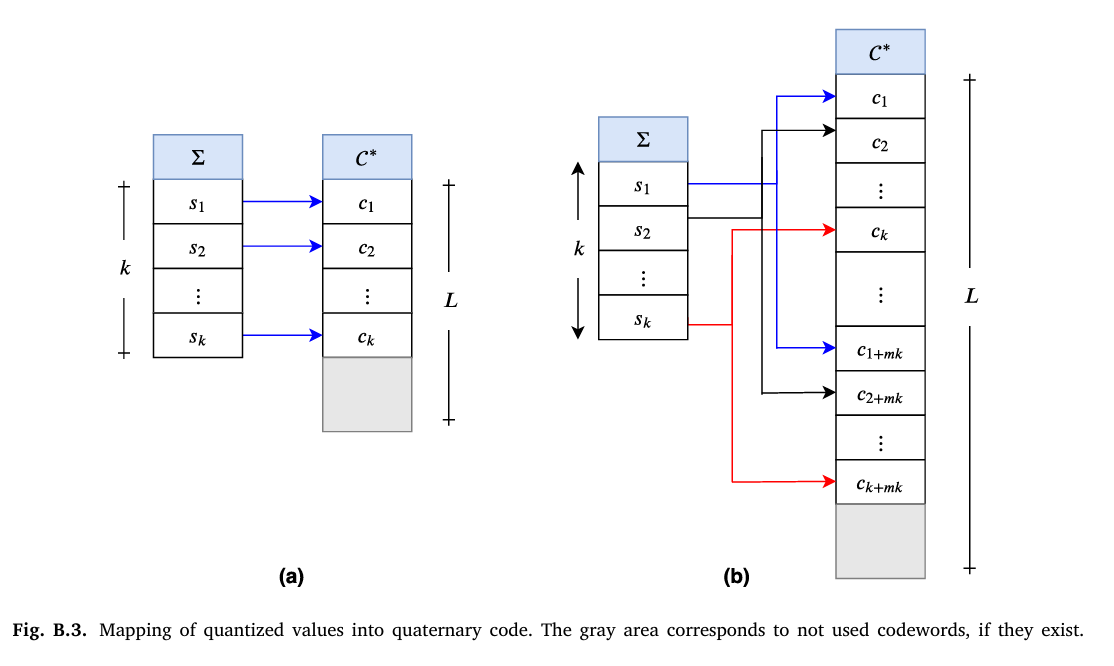 Σ
𝒞*
s₁
c₁
s₂
c₂
⋮
⋮
sₖ
cₖ
k
L
(a)
𝒞*
c₁
c₂
⋮
cₖ
⋮
c₁₊ₘₖ
c₂₊ₘₖ
⋮
cₖ₊ₘₖ
Σ
s₁
s₂
⋮
sₖ
k
L
(b)
Fig. B.3. Mapping of quantized values into quaternary code. The gray area corresponds to not used codewords, if they exist.